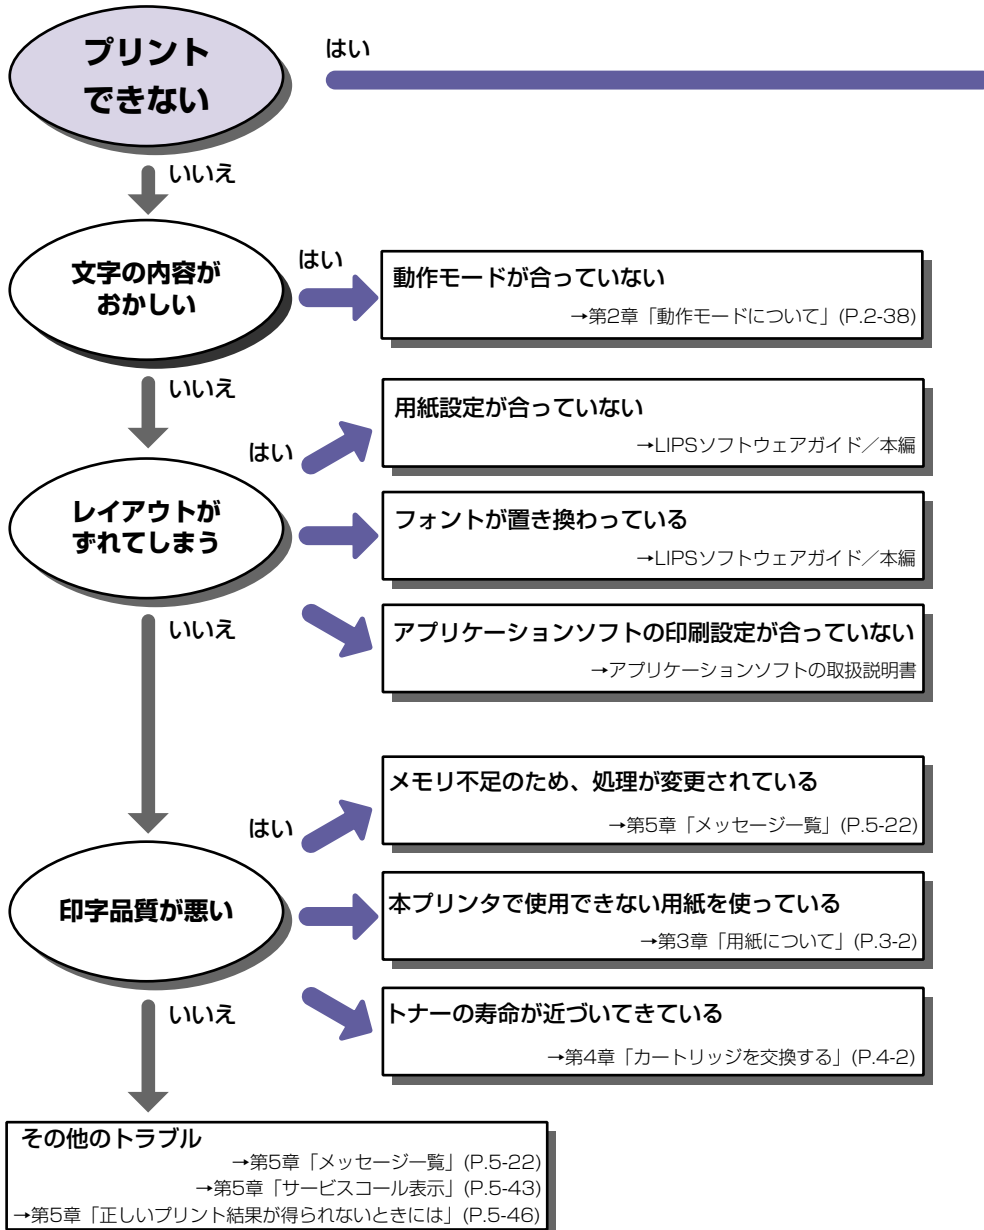 プリント
できない
はい
いいえ
文字の内容が
おかしい
はい
動作モードが合っていない
→第2章「動作モードについて」(P.2-38)
いいえ
用紙設定が合っていない
→LIPSソフトウェアガイド／本編
はい
レイアウトが
ずれてしまう
フォントが置き換わっている
→LIPSソフトウェアガイド／本編
いいえ
アプリケーションソフトの印刷設定が合っていない
→アプリケーションソフトの取扱説明書
メモリ不足のため、処理が変更されている
→第5章「メッセージ一覧」(P.5-22)
はい
印字品質が悪い
本プリンタで使用できない用紙を使っている
→第3章「用紙について」(P.3-2)
いいえ
トナーの寿命が近づいてきている
→第4章「カートリッジを交換する」(P.4-2)
その他のトラブル
→第5章「メッセージ一覧」(P.5-22)
→第5章「サービスコール表示」(P.5-43)
→第5章「正しいプリント結果が得られないときには」(P.5-46)